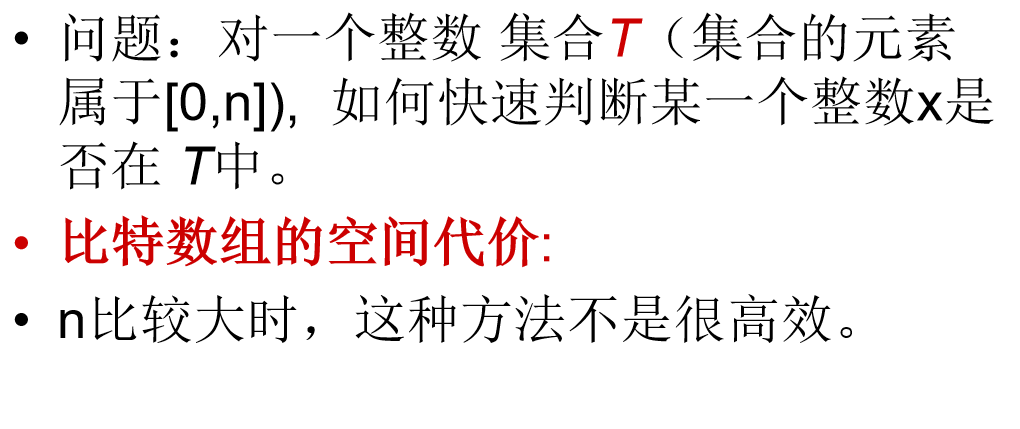 • 问题：对一个整数 集合T（集合的元素
属于[0,n]), 如何快速判断某一个整数x是
否在 T中。
• 比特数组的空间代价:
• n比较大时，这种方法不是很高效。